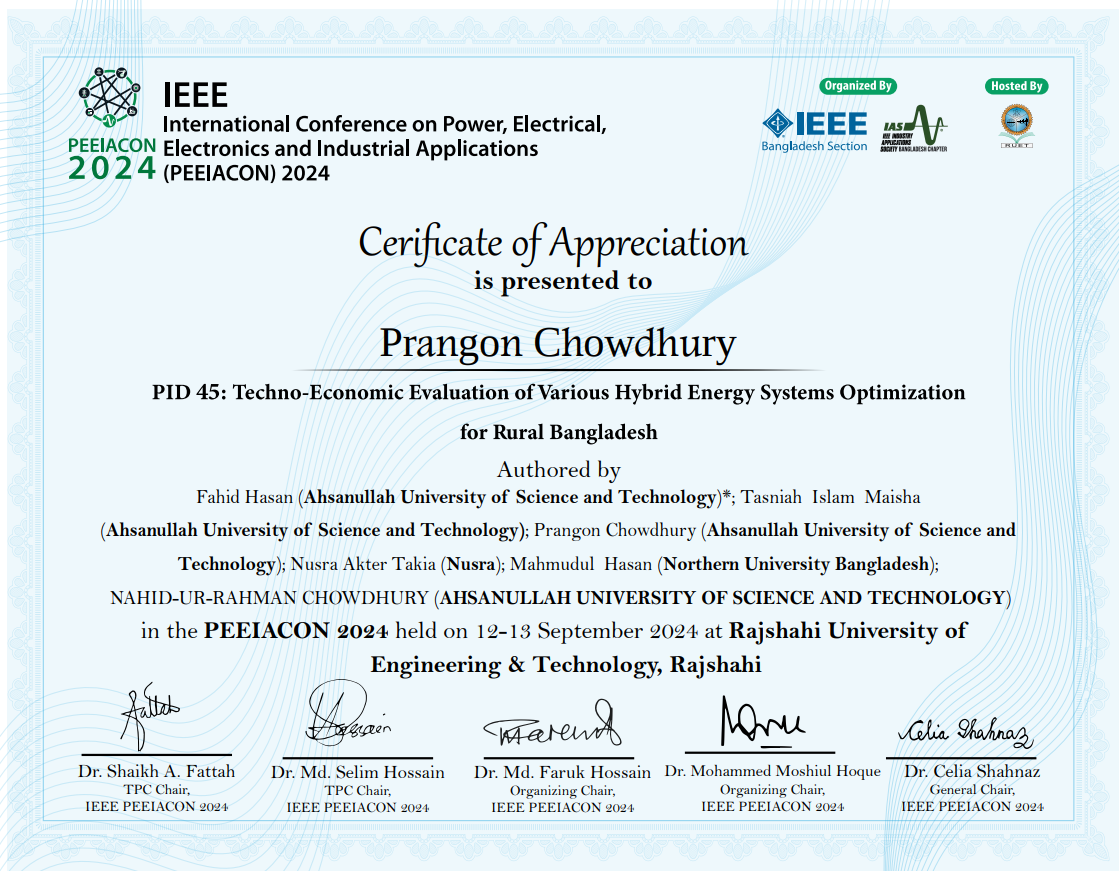 IEEE
International Conference on Power, Electrical,
Electronics and Industrial Applications
(PEEIACON) 2024
PEEIACON
2024
Organized By
IEEE
Bangladesh Section
IAS
IEEE INDUSTRY
APPLICATIONS
SOCIETY BANGLADESH CHAPTER
Hosted By
RUET
Cerificate of Appreciation
is presented to
Prangon Chowdhury
PID 45: Techno-Economic Evaluation of Various Hybrid Energy Systems Optimization
for Rural Bangladesh
Authored by
Fahid Hasan (Ahsanullah University of Science and Technology)*; Tasniah Islam Maisha
(Ahsanullah University of Science and Technology); Prangon Chowdhury (Ahsanullah University of Science and
Technology); Nusra Akter Takia (Nusra); Mahmudul Hasan (Northern University Bangladesh);
NAHID-UR-RAHMAN CHOWDHURY (AHSANULLAH UNIVERSITY OF SCIENCE AND TECHNOLOGY)
in the PEEIACON 2024 held on 12-13 September 2024 at Rajshahi University of
Engineering & Technology, Rajshahi
Fattah
Hossain
Celia Shahnaz
Dr. Shaikh A. Fattah
TPC Chair,
IEEE PEEIACON 2024
Dr. Md. Selim Hossain
TPC Chair,
IEEE PEEIACON 2024
Dr. Md. Faruk Hossain
Organizing Chair,
IEEE PEEIACON 2024
Dr. Mohammed Moshiul Hoque
Organizing Chair,
IEEE PEEIACON 2024
Dr. Celia Shahnaz
General Chair,
IEEE PEEIACON 2024